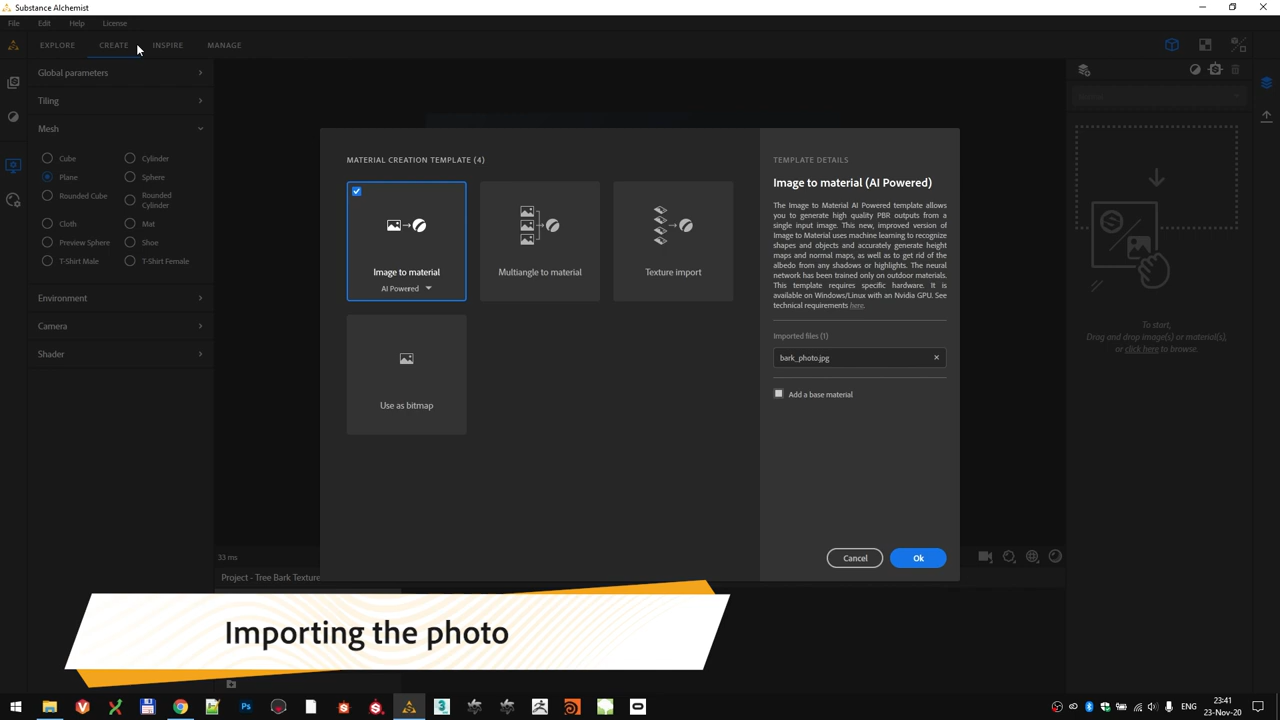 Substance Alchemist
File Edit Help License
EXPLORE CREATE INSPIRE MANAGE
Global parameters
Tiling
Mesh
Cube Cylinder
Plane Sphere
Rounded Cube Rounded
Cylinder
Cloth Mat
Preview Sphere Shoe
T-Shirt Male T-Shirt Female
Environment
Camera
Shader
MATERIAL CREATION TEMPLATE (4)
Image to material
AI Powered
Multiangle to material
Texture import
Use as bitmap
TEMPLATE DETAILS
Image to material (AI Powered)
The Image to Material AI Powered template allows
you to generate high quality PBR outputs from a
single input image. This new, improved version of
Image to Material uses machine learning to recognize
shapes and objects and accurately generate height
maps and normal maps, as well as to get rid of the
albedo from any shadows or highlights. The neural
network has been trained only on outdoor materials.
This template requires specific hardware. It is
available on Windows/Linux with an Nvidia GPU. See
technical requirements here.
Imported files (1)
bark_photo.jpg
Add a base material
Cancel Ok
To start,
Drag and drop image(s) or material(s),
or click here to browse.
33 ms
Project - Tree Bark Texture
Importing the photo
ENG
23:41
23-Nov-20